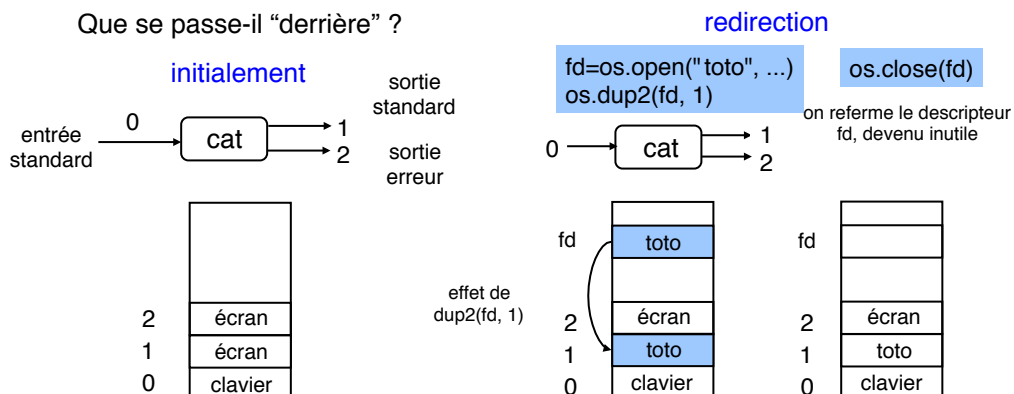 Que se passe-il “derrière” ?
redirection
initialement
fd=os.open("toto", ...)
os.dup2(fd, 1)
os.close(fd)
on referme le descripteur
fd, devenu inutile
entrée
standard
0
cat
1
2
sortie
standard
sortie
erreur
0
cat
1
2
2
écran
1
écran
0
clavier
effet de
dup2(fd, 1)
fd
toto
2
écran
1
toto
0
clavier
fd
2
écran
1
toto
0
clavier